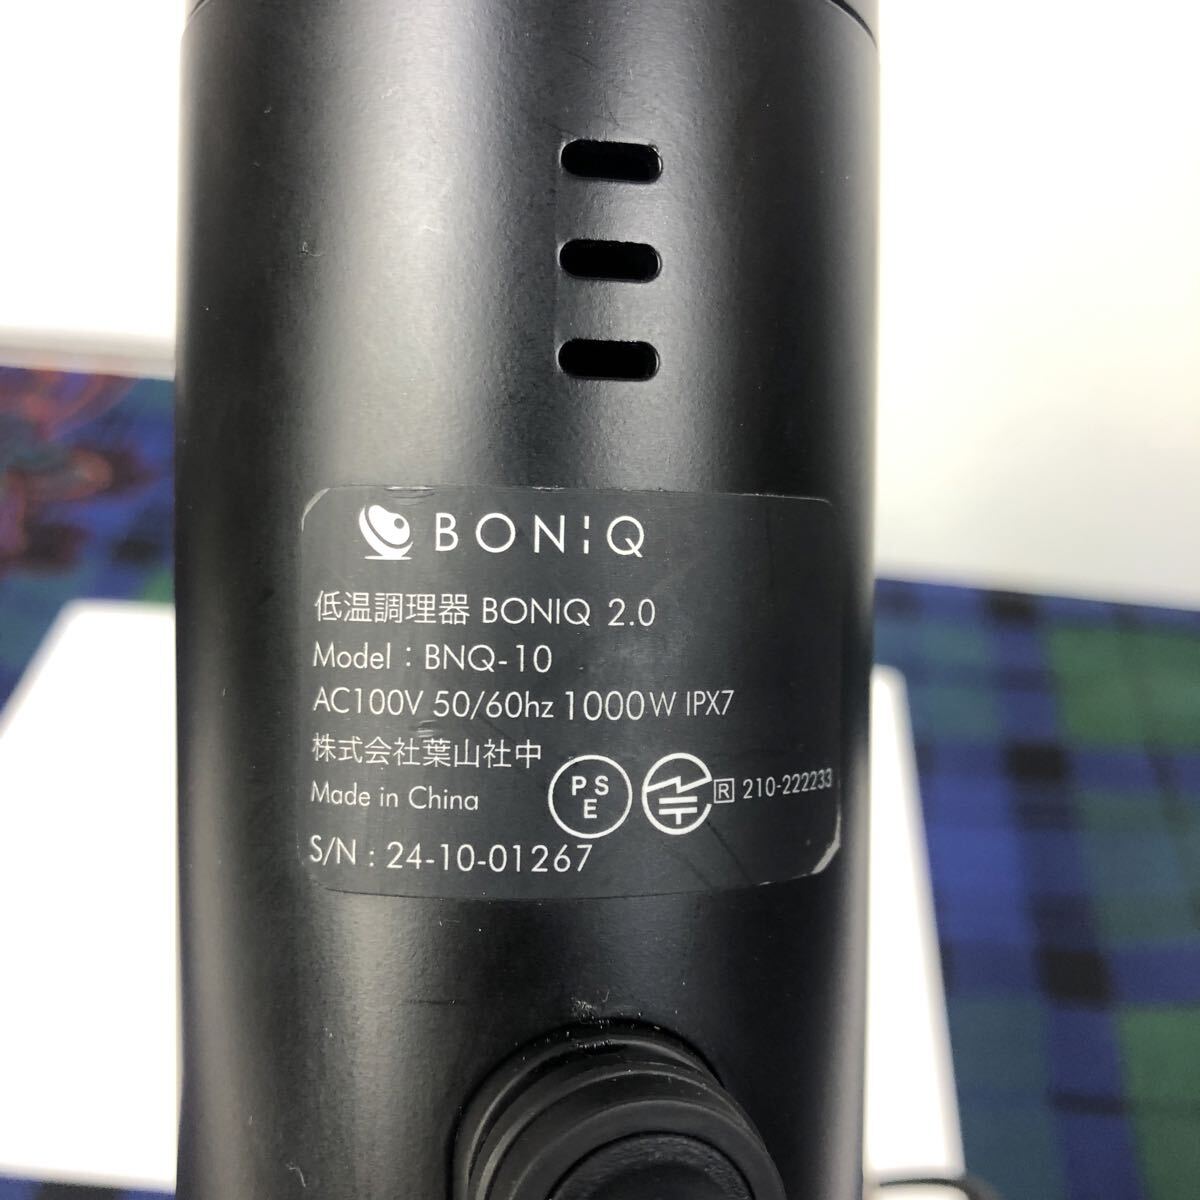 BONIQ
低温調理器 BONIQ 2.0
Model : BNQ-10
AC100V 50/60hz 1000W IPX7
株式会社葉山社中
Made in China
PS
E
R 210-222233
S/N : 24-10-01267